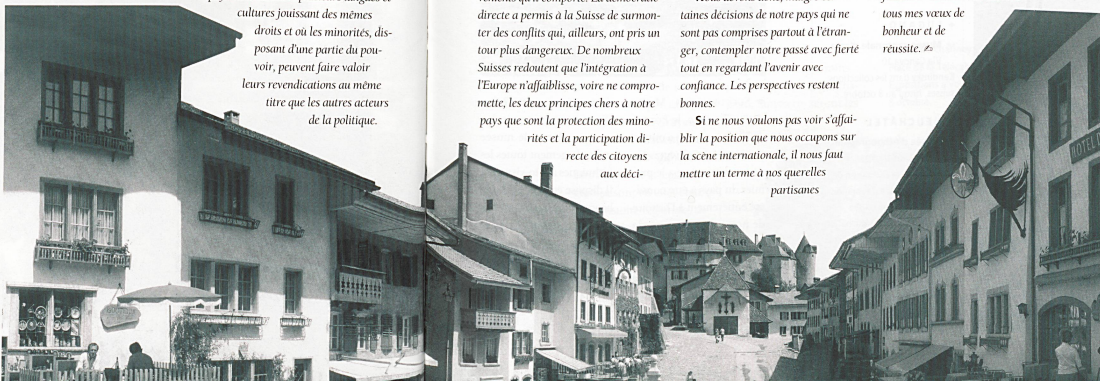 cultures jouissant des mêmes
droits et où les minorités, dis-
posant d'une partie du pou-
voir, peuvent faire valoir
leurs revendications au même
titre que les autres acteurs
de la politique.
directe a permis à la Suisse de surmon-
ter des conflits qui, ailleurs, ont pris un
tour plus dangereux. De nombreux
Suisses redoutent que l'intégration à
l'Europe n'affaiblisse, voire ne compro-
mette, les deux principes chers à notre
pays que sont la participation des mino-
rités et la participation di-
recte des citoyens
aux déci-
taines décisions de notre pays qui ne
sont pas comprises partout à l'étran-
ger, contempler notre passé avec fierté
tout en regardant l'avenir avec
confiance. Les perspectives restent
bonnes.
Si ne nous voulons pas voir s'affai-
blir la position que nous occupons sur
la scène internationale, il nous faut
mettre un terme à nos querelles
partisanes
tous mes vœux de
bonheur et de
réussite.
HOTEL